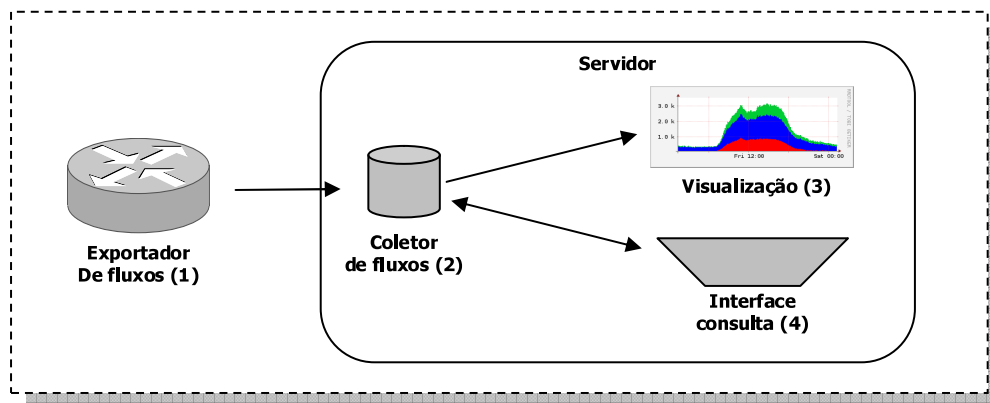 Servidor
3.0 k
2.0 k
1.0 k
Fri 12:00
Sat 00:00
Visualização (3)
Exportador
De fluxos (1)
Coletor
de fluxos (2)
Interface
consulta (4)